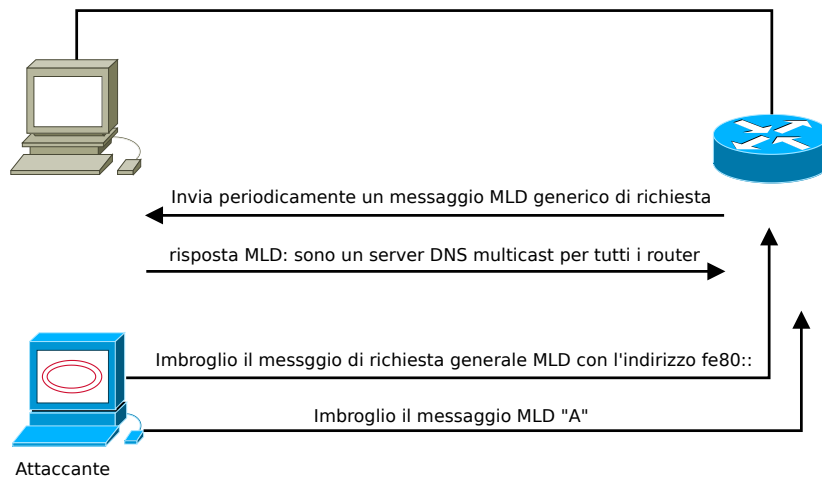 Invia periodicamente un messaggio MLD generico di richiesta
risposta MLD: sono un server DNS multicast per tutti i router
Imbroglio il messggio di richiesta generale MLD con l'indirizzo fe80::
Imbroglio il messaggio MLD "A"
Attaccante